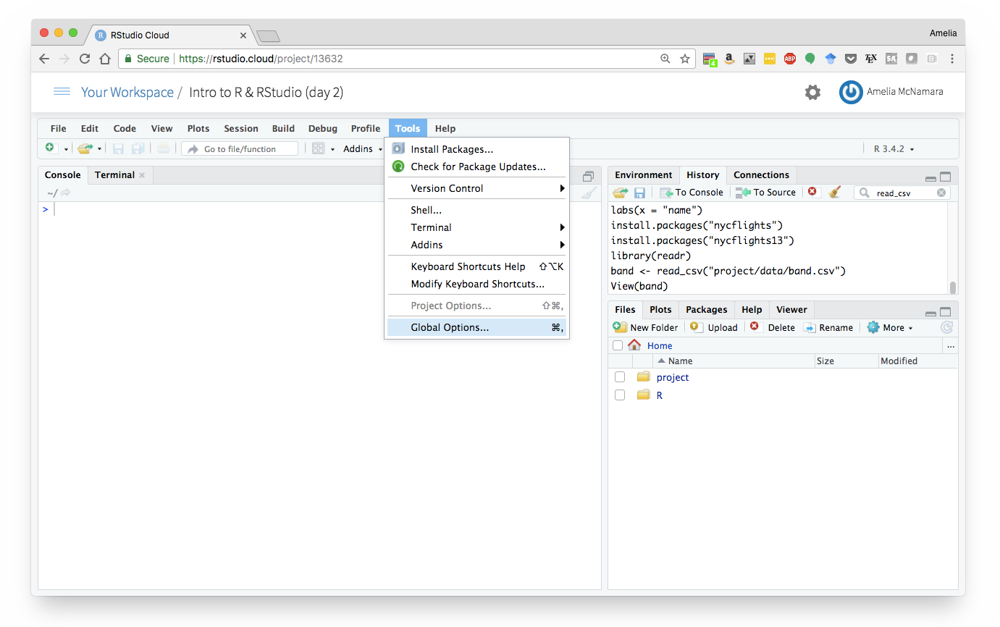 RStudio Cloud
Amelia
Secure https://rstudio.cloud/project/13632
4 a ABP TEX SA B
Your Workspace / Intro to R & RStudio (day 2)
Amelia McNamara
File Edit Code View Plots Session Build Debug Profile Tools Help
Go to file/function Addins
R 3.4.2
Install Packages...
Check for Package Updates...
Version Control
Shell...
Terminal
Addins
Keyboard Shortcuts Help ⇧⌥K
Modify Keyboard Shortcuts...
Project Options... ⇧⌘,
Global Options... ⌘,
Console Terminal
~/
>
Environment History Connections
To Console To Source read_csv
labs(x = "name")
install.packages("nycflights")
install.packages("nycflights13")
library(readr)
band <- read_csv("project/data/band.csv")
View(band)
Files Plots Packages Help Viewer
New Folder Upload Delete Rename More
Home ...
Name Size Modified
project
R